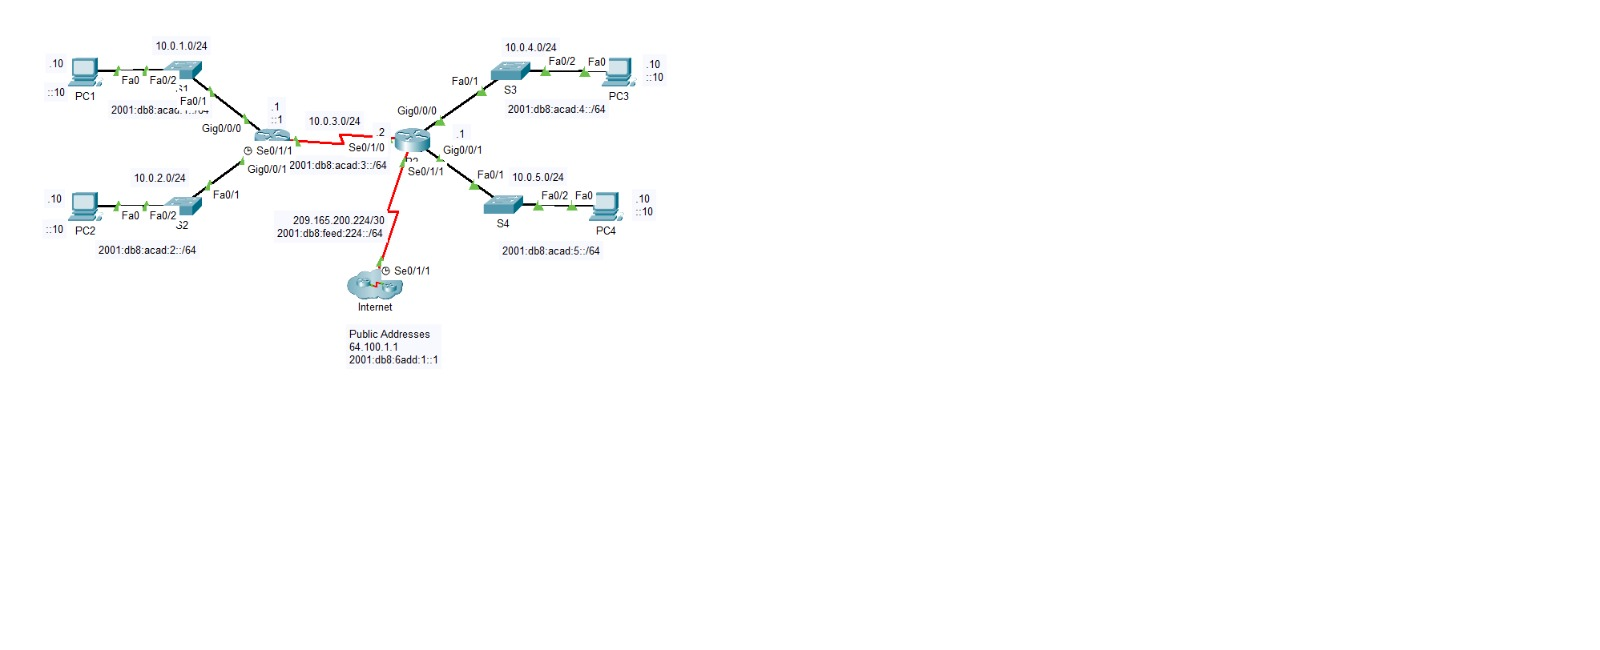 10.0.1.0/24
.10
Fa0
Fa0/2
::10
PC1
Fa0/1
2001:db8:acad:1::/64
Gig0/0/0
.1
::1
10.0.3.0/24
.2
Se0/1/1
Se0/1/0
2001:db8:acad:3::/64
Gig0/0/1
10.0.2.0/24
Fa0/1
.10
Fa0
Fa0/2
S2
::10
PC2
2001:db8:acad:2::/64
10.0.4.0/24
Fa0/2
Fa0
.10
::10
Fa0/1
S3
PC3
2001:db8:acad:4::/64
Gig0/0/0
.1
Gig0/0/1
Se0/1/1
Fa0/1
10.0.5.0/24
Fa0/2
Fa0
.10
::10
S4
PC4
2001:db8:acad:5::/64
209.165.200.224/30
2001:db8:feed:224::/64
Se0/1/1
Internet
Public Addresses
64.100.1.1
2001:db8:6add:1::1